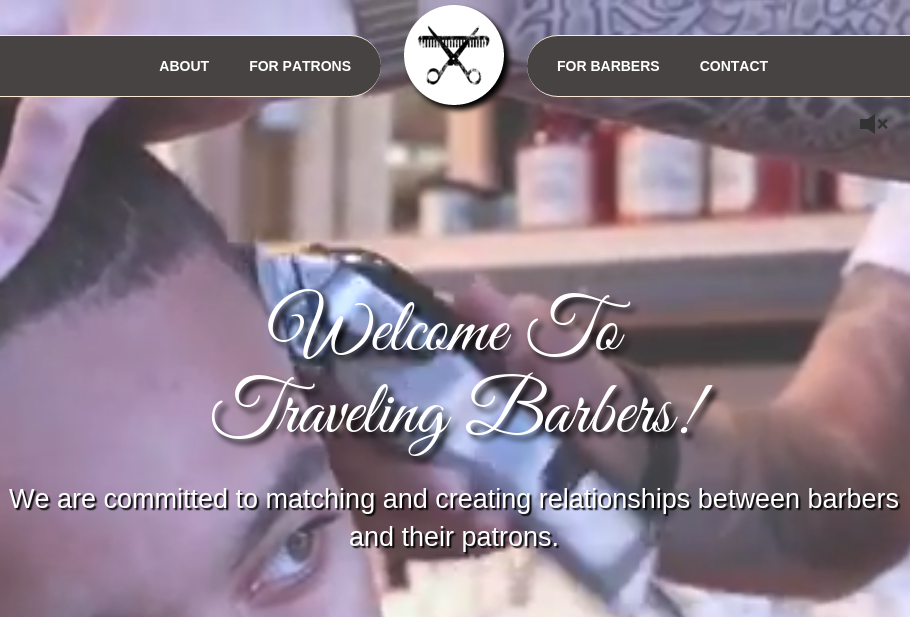 ABOUT FOR PATRONS FOR BARBERS CONTACT
Welcome To
Traveling Barbers!
We are committed to matching and creating relationships between barbers
and their patrons.